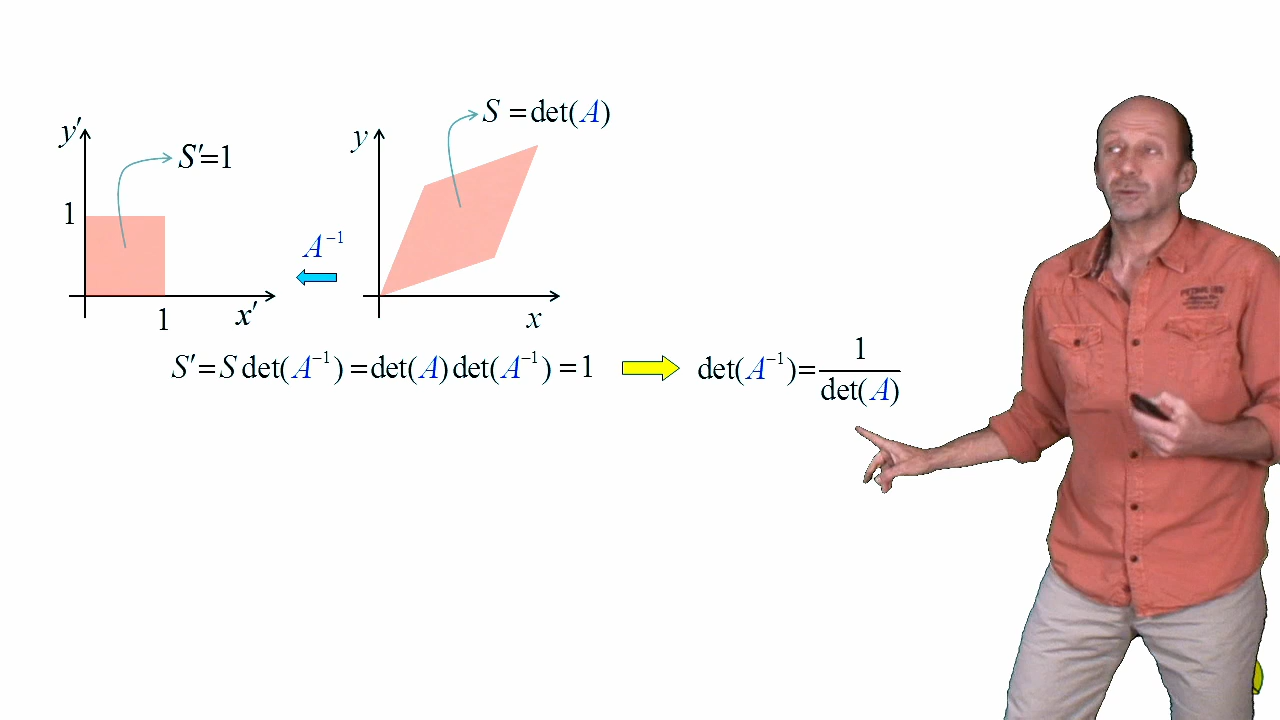 S = det(A)
y′
S′=1
y
1
A⁻¹
1
x′
x
S′ = S det(A⁻¹) = det(A) det(A⁻¹) = 1
det(A⁻¹) = 1 / det(A)